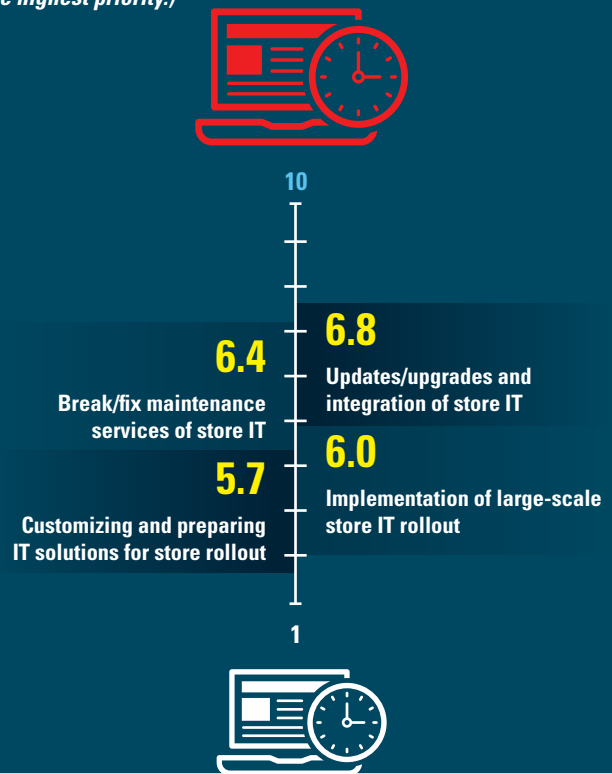 highest priority.)
10
6.8
Updates/upgrades and
integration of store IT
6.4
Break/fix maintenance
services of store IT
6.0
Implementation of large-scale
store IT rollout
5.7
Customizing and preparing
IT solutions for store rollout
1